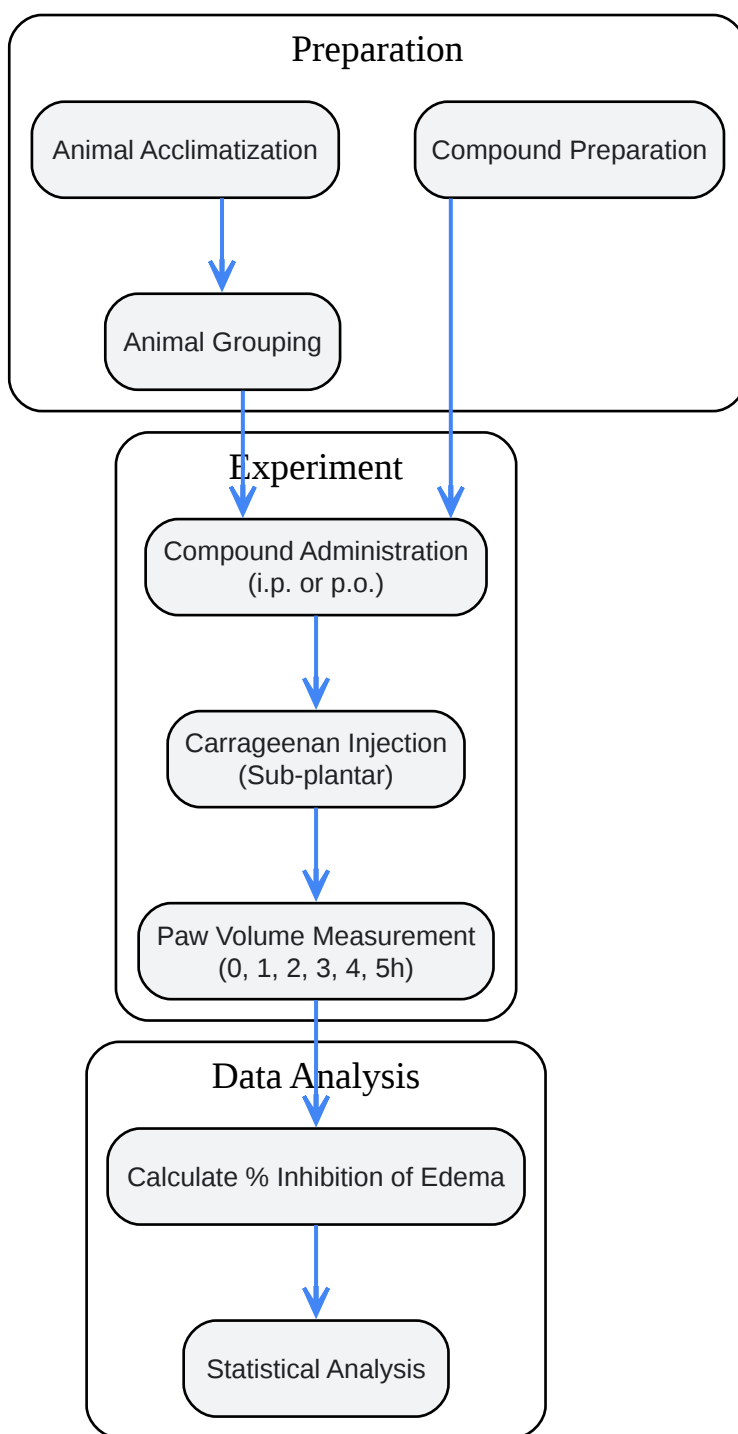 Preparation
Animal Acclimatization
Compound Preparation
Animal Grouping
Experiment
Compound Administration
(i.p. or p.o.)
Carrageenan Injection
(Sub-plantar)
Paw Volume Measurement
(0, 1, 2, 3, 4, 5h)
Data Analysis
Calculate % Inhibition of Edema
Statistical Analysis